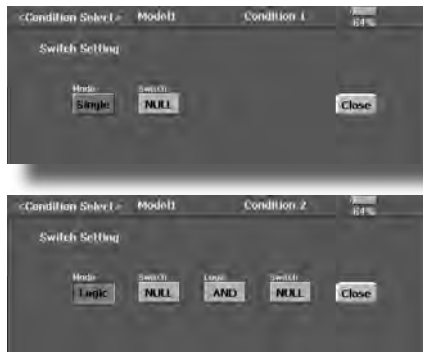 <Condition Select> Model1 Condition 1 64%
Switch Setting
Mode Switch
Single NULL Close
<Condition Select> Model1 Condition 2 64%
Switch Setting
Mode Switch Logic Switch
Logic NULL AND NULL Close